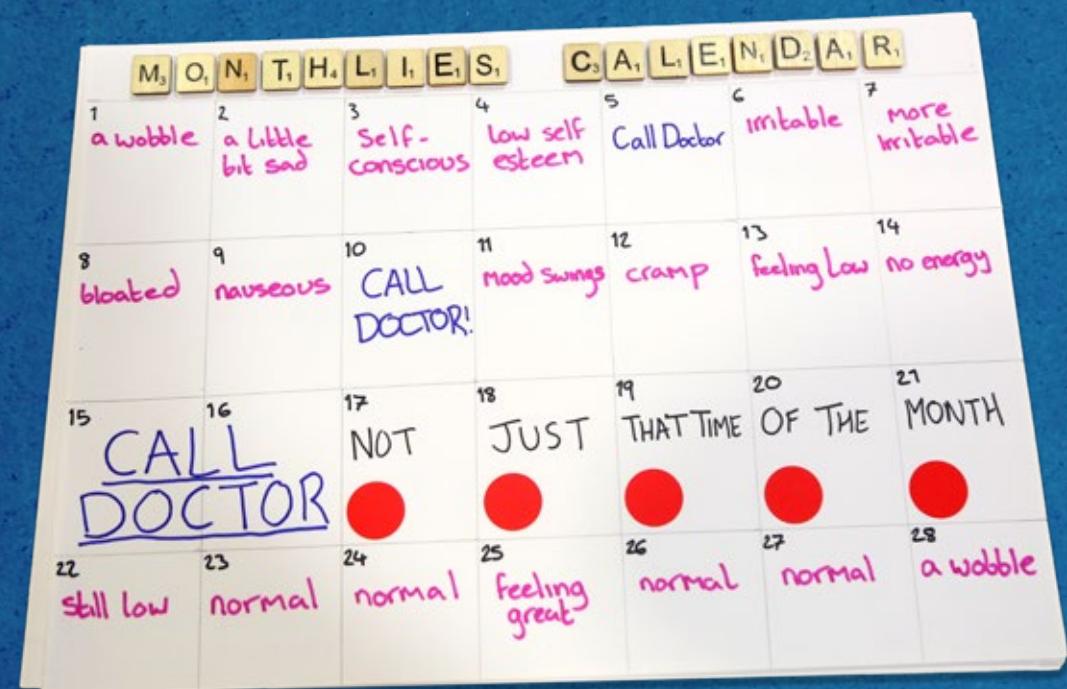 MONTHLIES CALENDAR
1 2 3 4 5 6 7
a wobble
a little
bit sad
Self-
conscious
low self
esteem
Call Doctor
irritable
more
irritable
8 9 10 11 12 13 14
bloated
nauseous
CALL
DOCTOR!
Mood Swings
cramp
feeling low
no energy
15 16 17 18 19 20 21
CALL
DOCTOR
NOT
JUST
THAT TIME
OF THE
MONTH
22 23 24 25 26 27 28
still low
normal
normal
feeling
great
normal
normal
a wobble